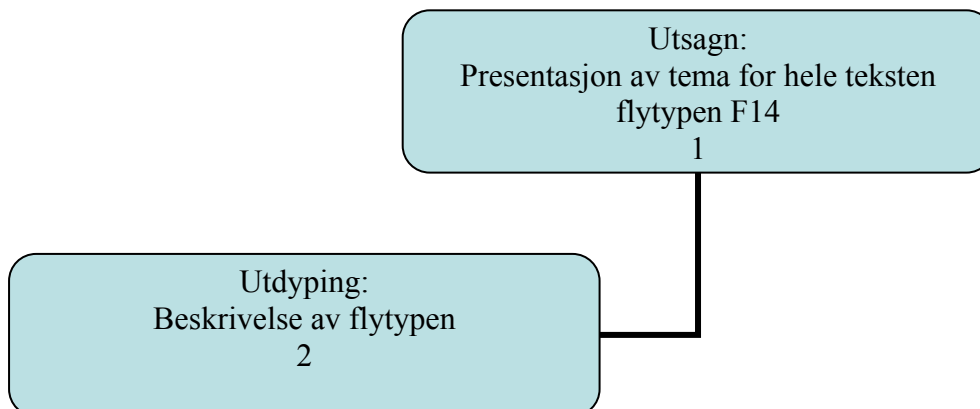 Utsagn:
Presentasjon av tema for hele teksten
flytypen F14
1
Utdyping:
Beskrivelse av flytypen
2